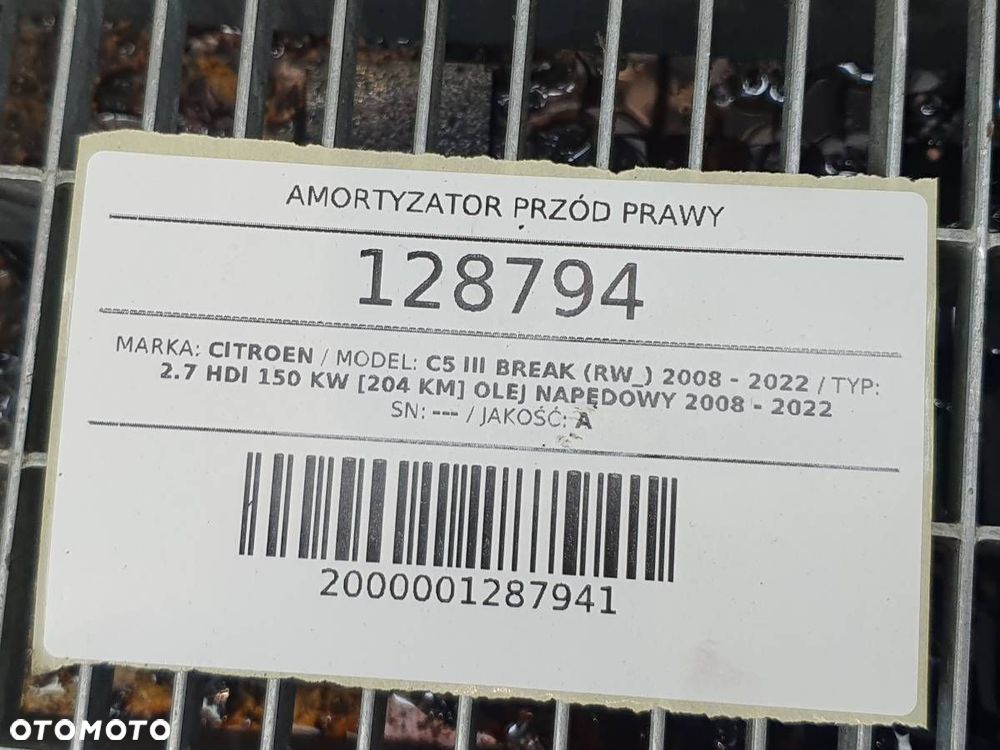 AMORTYZATOR PRZÓD PRAWY
128794
MARKA: CITROEN / MODEL: C5 III BREAK (RW_) 2008 - 2022 / TYP:
2.7 HDI 150 KW [204 KM] OLEJ NAPĘDOWY 2008 - 2022
SN: --- / JAKOŚĆ: A
2000001287941
OTOMOTO